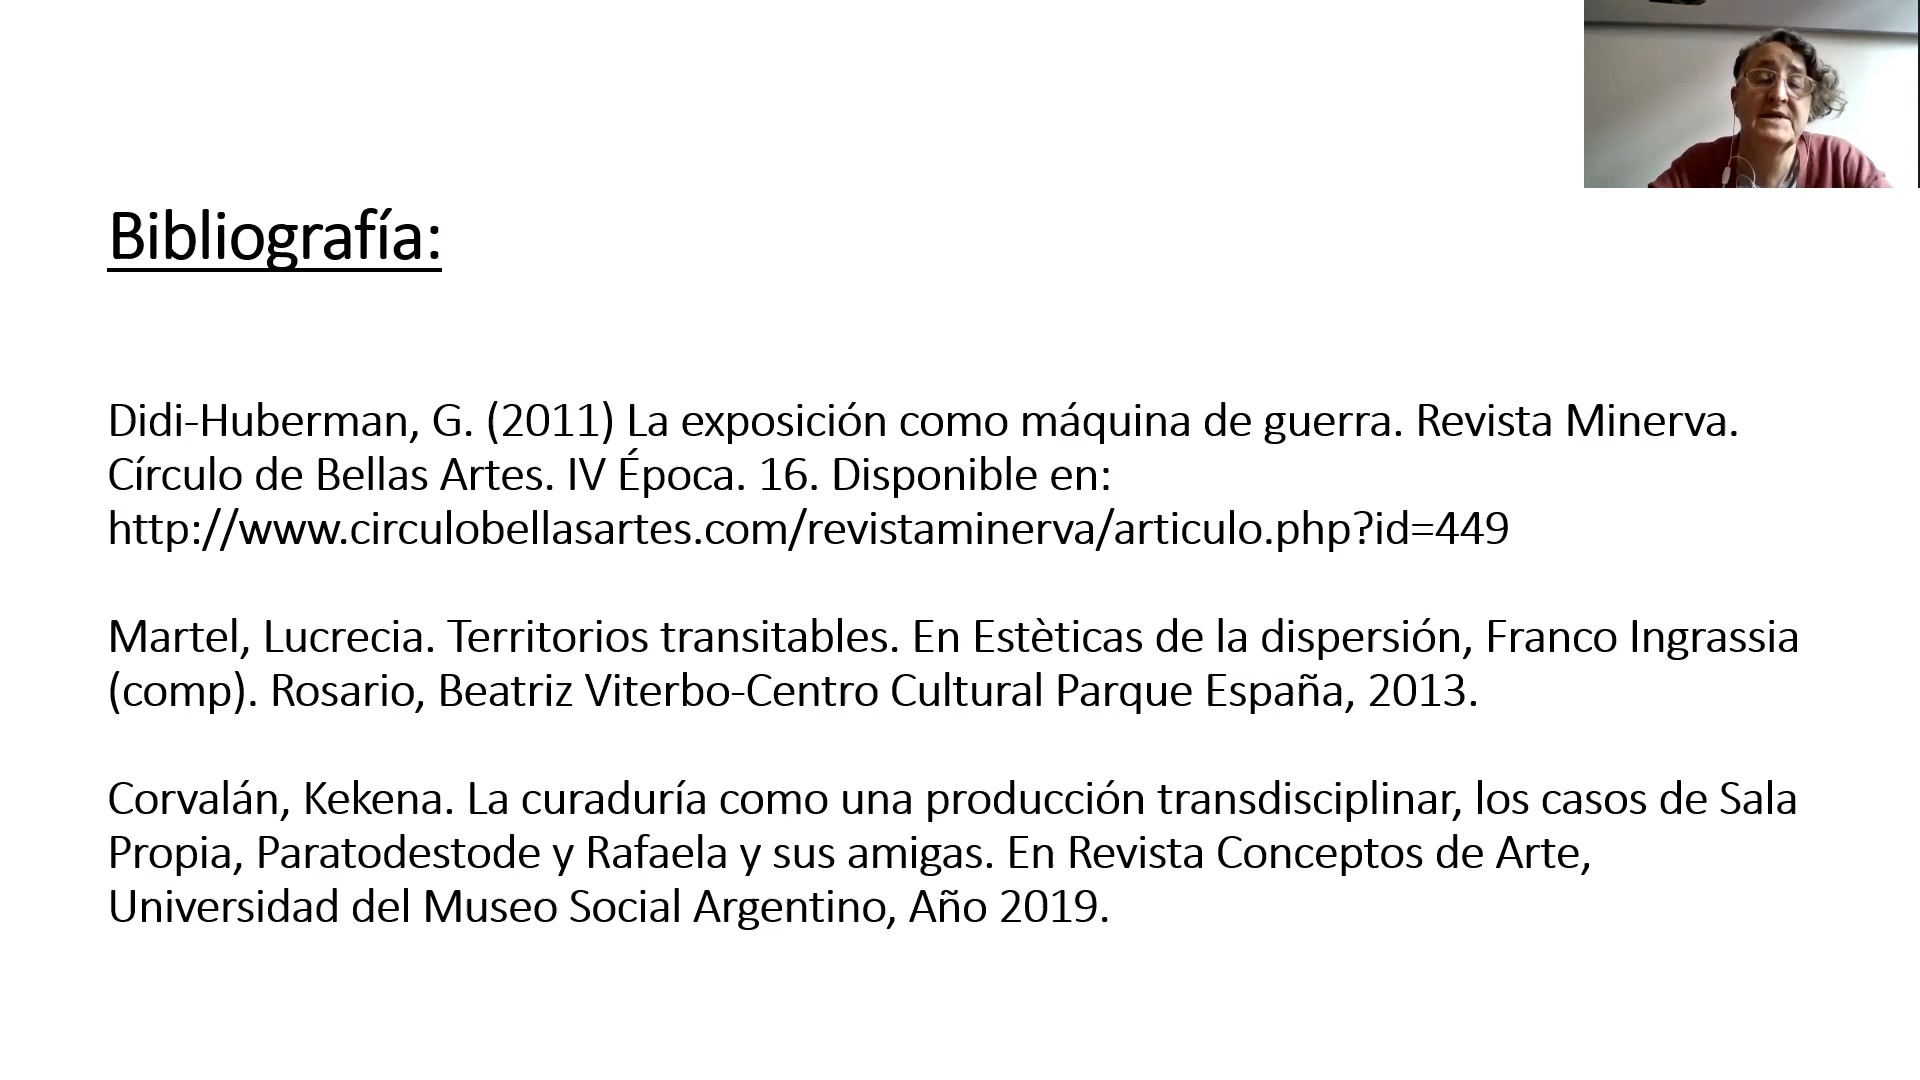 Bibliografía:
Didi-Huberman, G. (2011) La exposición como máquina de guerra. Revista Minerva.
Círculo de Bellas Artes. IV Época. 16. Disponible en:
http://www.circulobellasartes.com/revistaminerva/articulo.php?id=449
Martel, Lucrecia. Territorios transitables. En Estèticas de la dispersión, Franco Ingrassia
(comp). Rosario, Beatriz Viterbo-Centro Cultural Parque España, 2013.
Corvalán, Kekena. La curaduría como una producción transdisciplinar, los casos de Sala
Propia, Paratodestode y Rafaela y sus amigas. En Revista Conceptos de Arte,
Universidad del Museo Social Argentino, Año 2019.